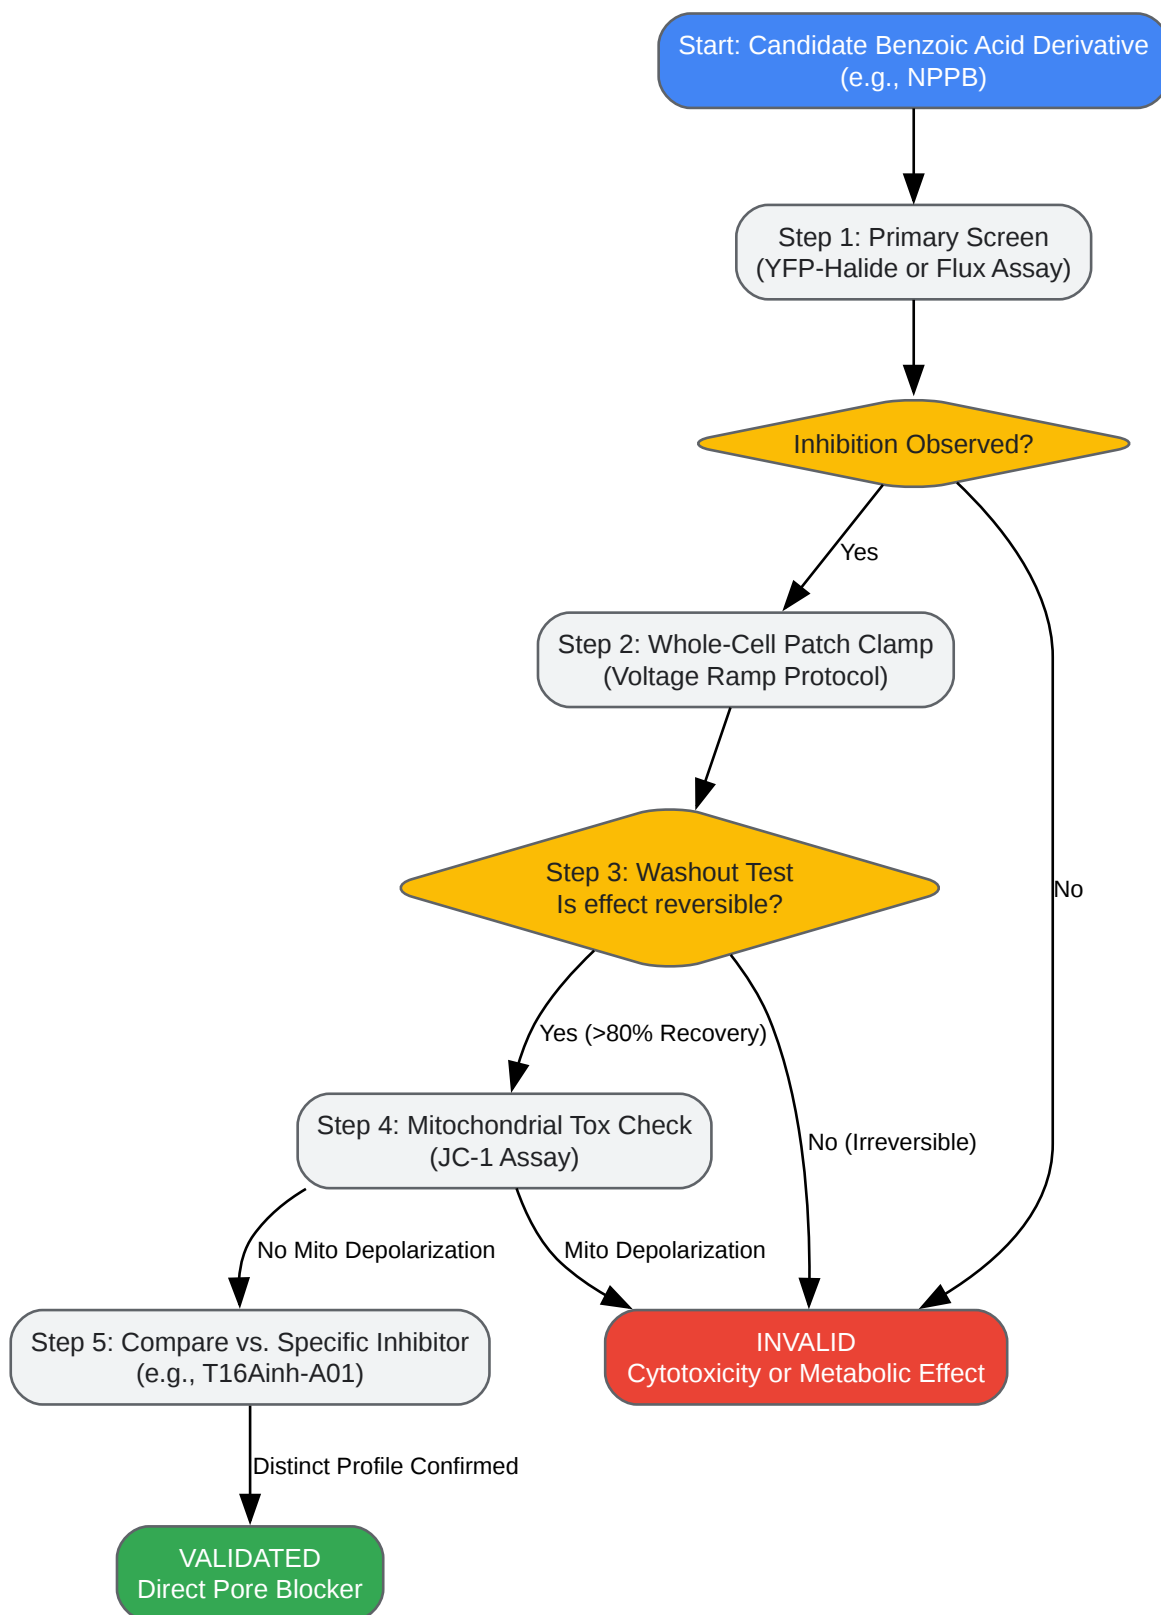 Start: Candidate Benzoic Acid Derivative
(e.g., NPPB)
Step 1: Primary Screen
(YFP-Halide or Flux Assay)
Inhibition Observed?
Yes
Step 2: Whole-Cell Patch Clamp
(Voltage Ramp Protocol)
Step 3: Washout Test
Is effect reversible?
No
Yes (>80% Recovery)
Step 4: Mitochondrial Tox Check
(JC-1 Assay)
No (Irreversible)
No Mito Depolarization
Mito Depolarization
Step 5: Compare vs. Specific Inhibitor
(e.g., T16Ainh-A01)
INVALID
Cytotoxicity or Metabolic Effect
Distinct Profile Confirmed
VALIDATED
Direct Pore Blocker